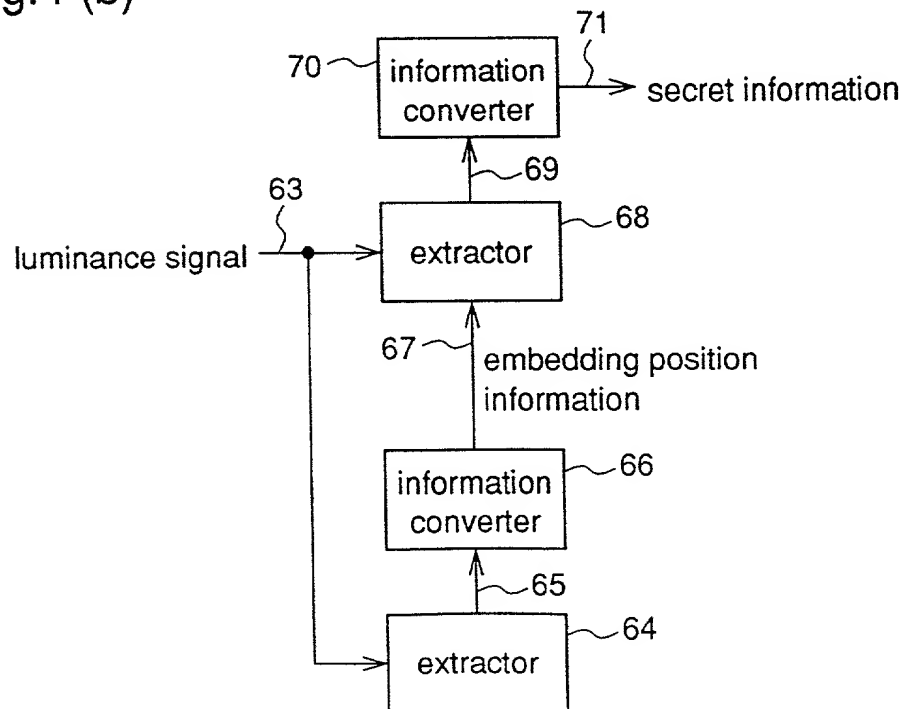 71
70
information
converter
secret information
69
63
68
luminance signal
extractor
67
embedding position
information
66
information
converter
65
64
extractor